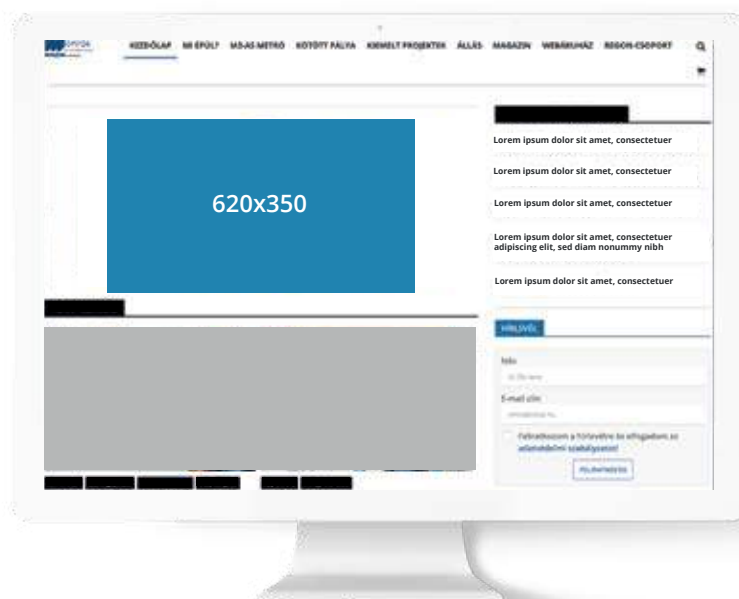 KEZDŐLAP MI ÉPÜL? M3-AS METRÓ KÖTÖTT PÁLYA KIEMELT PROJEKTEK ÁLLÁS MAGAZIN WEBÁRUHÁZ REGON-CSOPORT
Lorem ipsum dolor sit amet, consectetuer
Lorem ipsum dolor sit amet, consectetuer
620x350
Lorem ipsum dolor sit amet, consectetuer
Lorem ipsum dolor sit amet, consectetuer
adipiscing elit, sed diam nonummy nibh
Lorem ipsum dolor sit amet, consectetuer
HÍRLEVÉL
Név
E-mail cím
Feliratkozom a hírlevélre és elfogadom az
adatvédelmi szabályzatot!
FELIRATKOZÁS